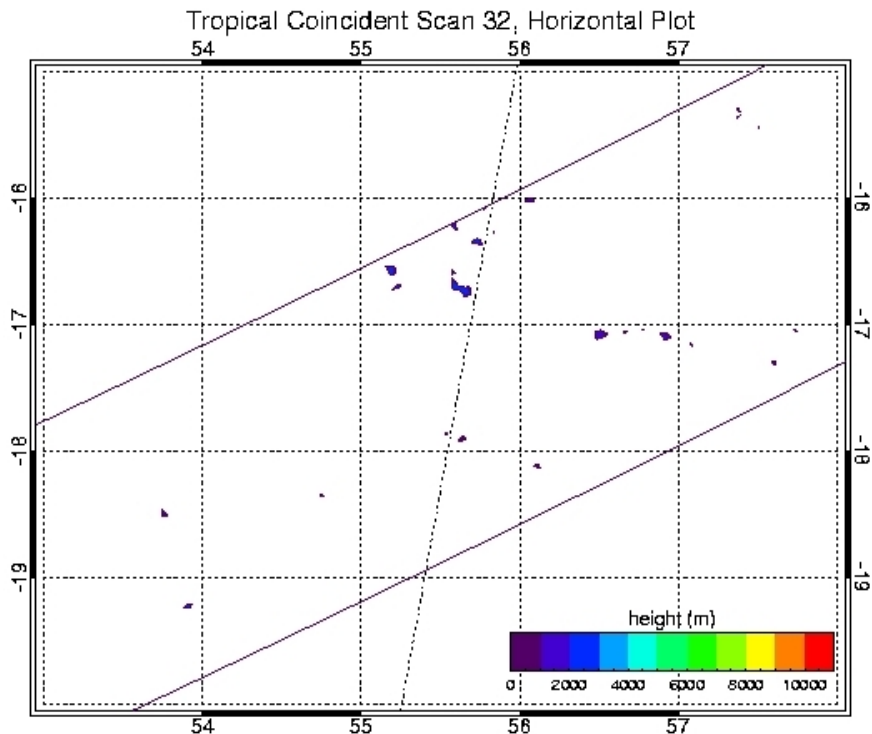 Tropical Coincident Scan 32, Horizontal Plot
54 55 56 57
-16 -16
-17 -17
-18 -18
-19 -19
height (m)
0 2000 4000 6000 8000 10000
54 55 56 57